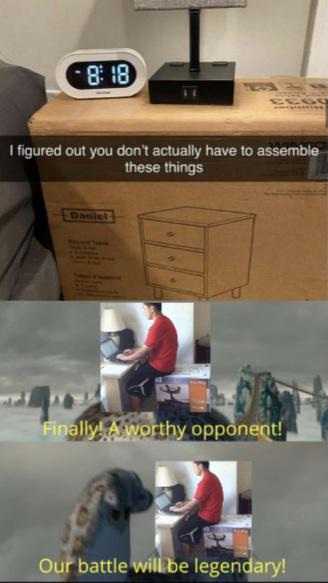 8:18
I figured out you don't actually have to assemble
these things
Daniel
Finally! A worthy opponent!
Our battle will be legendary!